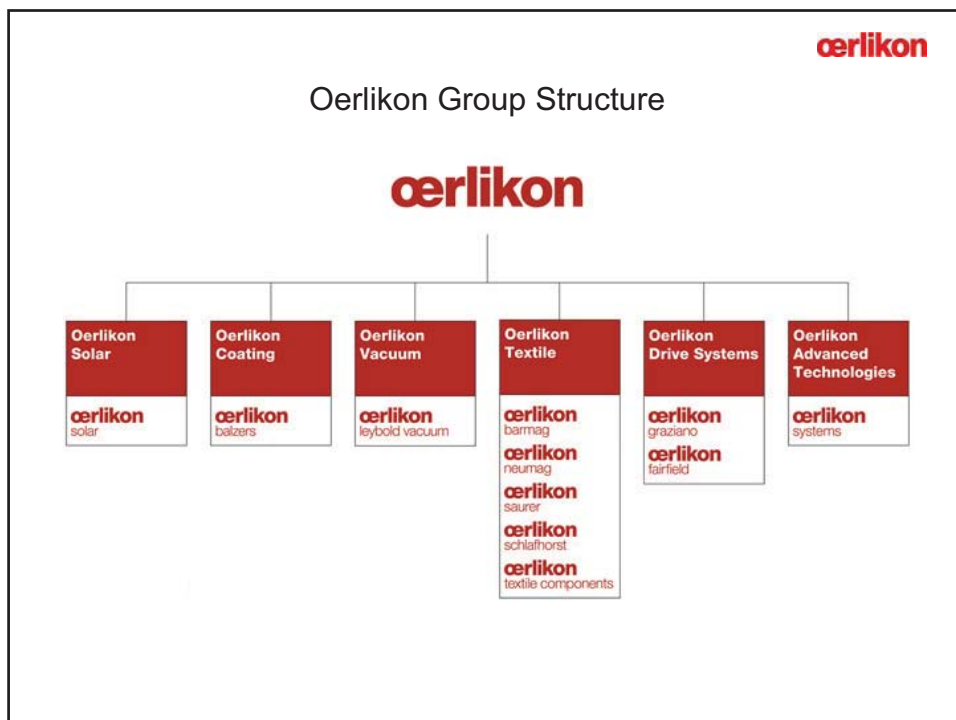 œrlikon
Oerlikon Group Structure
œrlikon
Oerlikon
Solar
œrlikon
solar
Oerlikon
Coating
œrlikon
balzers
Oerlikon
Vacuum
œrlikon
leybold vacuum
Oerlikon
Textile
œrlikon
barmag
œrlikon
neumag
œrlikon
saurer
œrlikon
schlafhorst
œrlikon
textile components
Oerlikon
Drive Systems
œrlikon
graziano
œrlikon
fairfield
Oerlikon
Advanced
Technologies
œrlikon
systems